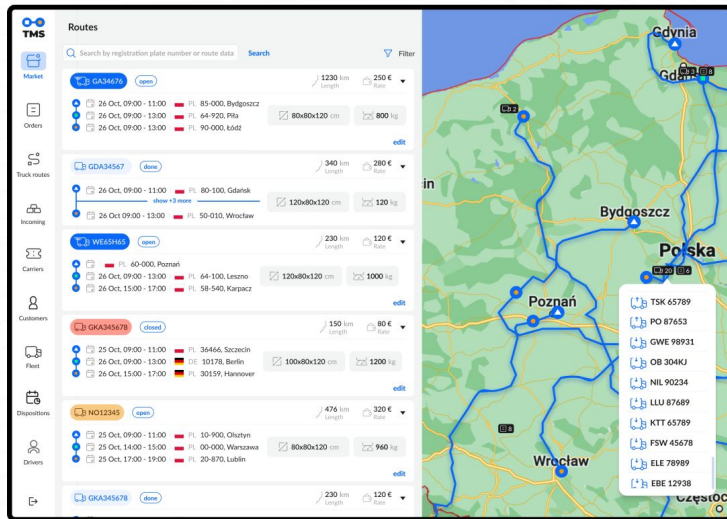 TMS
Market
Orders
Truck routes
Incoming
Carriers
Customers
Fleet
Dispositions
Drivers
Routes
Search by registration plate number or route data
Search
Filter
GA34676 open 1230 km Length 250 € Rate
26 Oct, 09:00 - 11:00 PL 85-000, Bydgoszcz
26 Oct, 09:00 - 13:00 PL 64-920, Piła
26 Oct, 09:00 - 13:00 PL 90-000, Łódź
80x80x120 cm 800 kg
edit
GDA34567 done 340 km Length 280 € Rate
26 Oct, 09:00 - 11:00 PL 80-100, Gdańsk
show +3 more
26 Oct 09:00 - 13:00 PL 50-010, Wrocław
120x80x120 cm 120 kg
WE65H65 open 230 km Length 120 € Rate
PL 60-000, Poznań
26 Oct, 09:00 - 13:00 PL 64-100, Leszno
26 Oct, 15:00 - 17:00 PL 58-540, Karpacz
120x80x120 cm 1000 kg
edit
GKA345678 closed 150 km Length 80 € Rate
25 Oct, 09:00 - 11:00 PL 36466, Szczecin
26 Oct, 09:00 - 13:00 DE 10178, Berlin
26 Oct, 15:00 - 17:00 PL 30159, Hannover
100x80x120 cm 1200 kg
edit
NO12345 open 476 km Length 320 € Rate
25 Oct, 09:00 - 11:00 PL 10-900, Olsztyn
25 Oct, 14:00 - 15:00 PL 00-000, Warszawa
25 Oct, 17:00 - 19:00 PL 20-870, Lublin
80x80x120 cm 960 kg
edit
GKA345678 done 230 km Length 120 € Rate
Gdynia
3 8
2
in
Bydgoszcz
Polska
20 6
Poznań
8
Wrocław
TSK 65789
PO 87653
GWE 98931
OB 304KJ
NIL 90234
LLU 87689
KTT 65789
FSW 45678
ELE 78989
EBE 12938